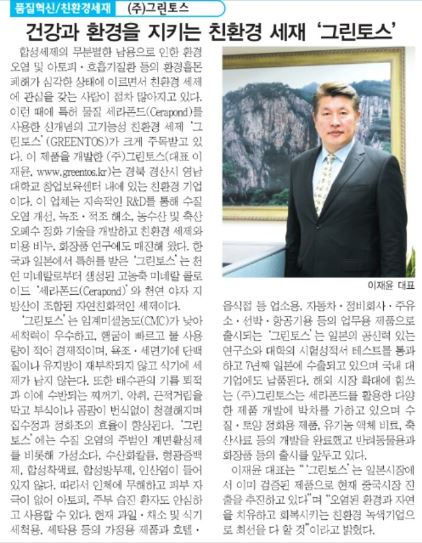 품질혁신/친환경세제 (주)그린토스
건강과 환경을 지키는 친환경 세제 ‘그린토스’
합성세제의 무분별한 남용으로 인한 환경
오염 및 아토피·호흡기질환 등의 환경호르몬
피해가 심각한 상태에 이르면서 친환경 세제
에 관심을 갖는 사람이 점차 많아지고 있다.
이런 때에 특허 물질 세라폰드(Cerapond)를
사용한 신개념의 고기능성 친환경 세제 ‘그
린토스’(GREENTOS)가 크게 주목받고 있
다. 이 제품을 개발한 (주)그린토스(대표 이
재윤, www.greentos.kr)는 경북 경산시 영남
대학교 창업보육센터 내에 있는 친환경 기업
이다. 이 업체는 지속적인 R&D를 통해 수질
오염 개선, 녹조·적조 해소, 농수산 및 축산
오폐수 정화 기술을 개발하고 친환경 세제와
미용 비누, 화장품 연구에도 매진해 왔다. 한
국과 일본에서 특허를 받은 ‘그린토스’는 천
연 미네랄로부터 생성된 고농축 미네랄 콜로
이드 ‘세라폰드(Cerapond)’와 천연 야자 지
방산이 조합된 자연친화적인 세제이다.
‘그린토스’는 임계미셀농도(CMC)가 낮아
세척력이 우수하고, 헹굼이 빠르고 물 사용
량이 적어 경제적이며, 욕조·세면기에 단백
질이나 유지방이 재부착되지 않고 식기에 세
제가 남지 않는다. 또한 배수관의 기름 퇴적
과 이에 수반되는 찌꺼기, 악취, 끈적거림을
막고 부식이나 곰팡이 번식없이 청결해지며
집수정과 정화조의 효율이 향상된다. ‘그린토
스’에는 수질 오염의 주범인 계면활성제
를 비롯해 가성소다, 수산화칼륨, 형광증백
제, 합성착색료, 합성방부제, 인산염이 들어
있지 않다. 따라서 인체에 무해하고 피부 자
극이 없어 아토피, 주부 습진 환자도 안심하
고 사용할 수 있다. 현재 과일·채소 및 식기
세척용, 세탁용 등의 가정용 제품과 호텔·
이재윤 대표
음식점 등 업소용, 자동차·정비회사·주유
소·선박·항공기용 등의 업무용 제품으로
출시되는 ‘그린토스’는 일본의 공신력 있는
연구소와 대학의 시험성적서 테스트를 통과
하고 7년째 일본에 수출되고 있으며 국내 대
기업에도 납품된다. 해외 시장 확대에 힘쓰
는 (주)그린토스는 세라폰드를 활용한 다양
한 제품 개발에 박차를 가하고 있으며 수
질·토양 정화용 제품, 유기농 액체 비료, 축
산사료 등의 개발을 완료했고 반려동물용과
화장품 등의 출시를 앞두고 있다.
이재윤 대표는 “‘그린토스’는 일본시장에
서 이미 검증된 제품으로 현재 중국시장 진
출을 추진하고 있다”며 “오염된 환경과 자연
을 치유하고 회복시키는 친환경 녹색기업으
로 최선을 다 할 것”이라고 밝혔다.